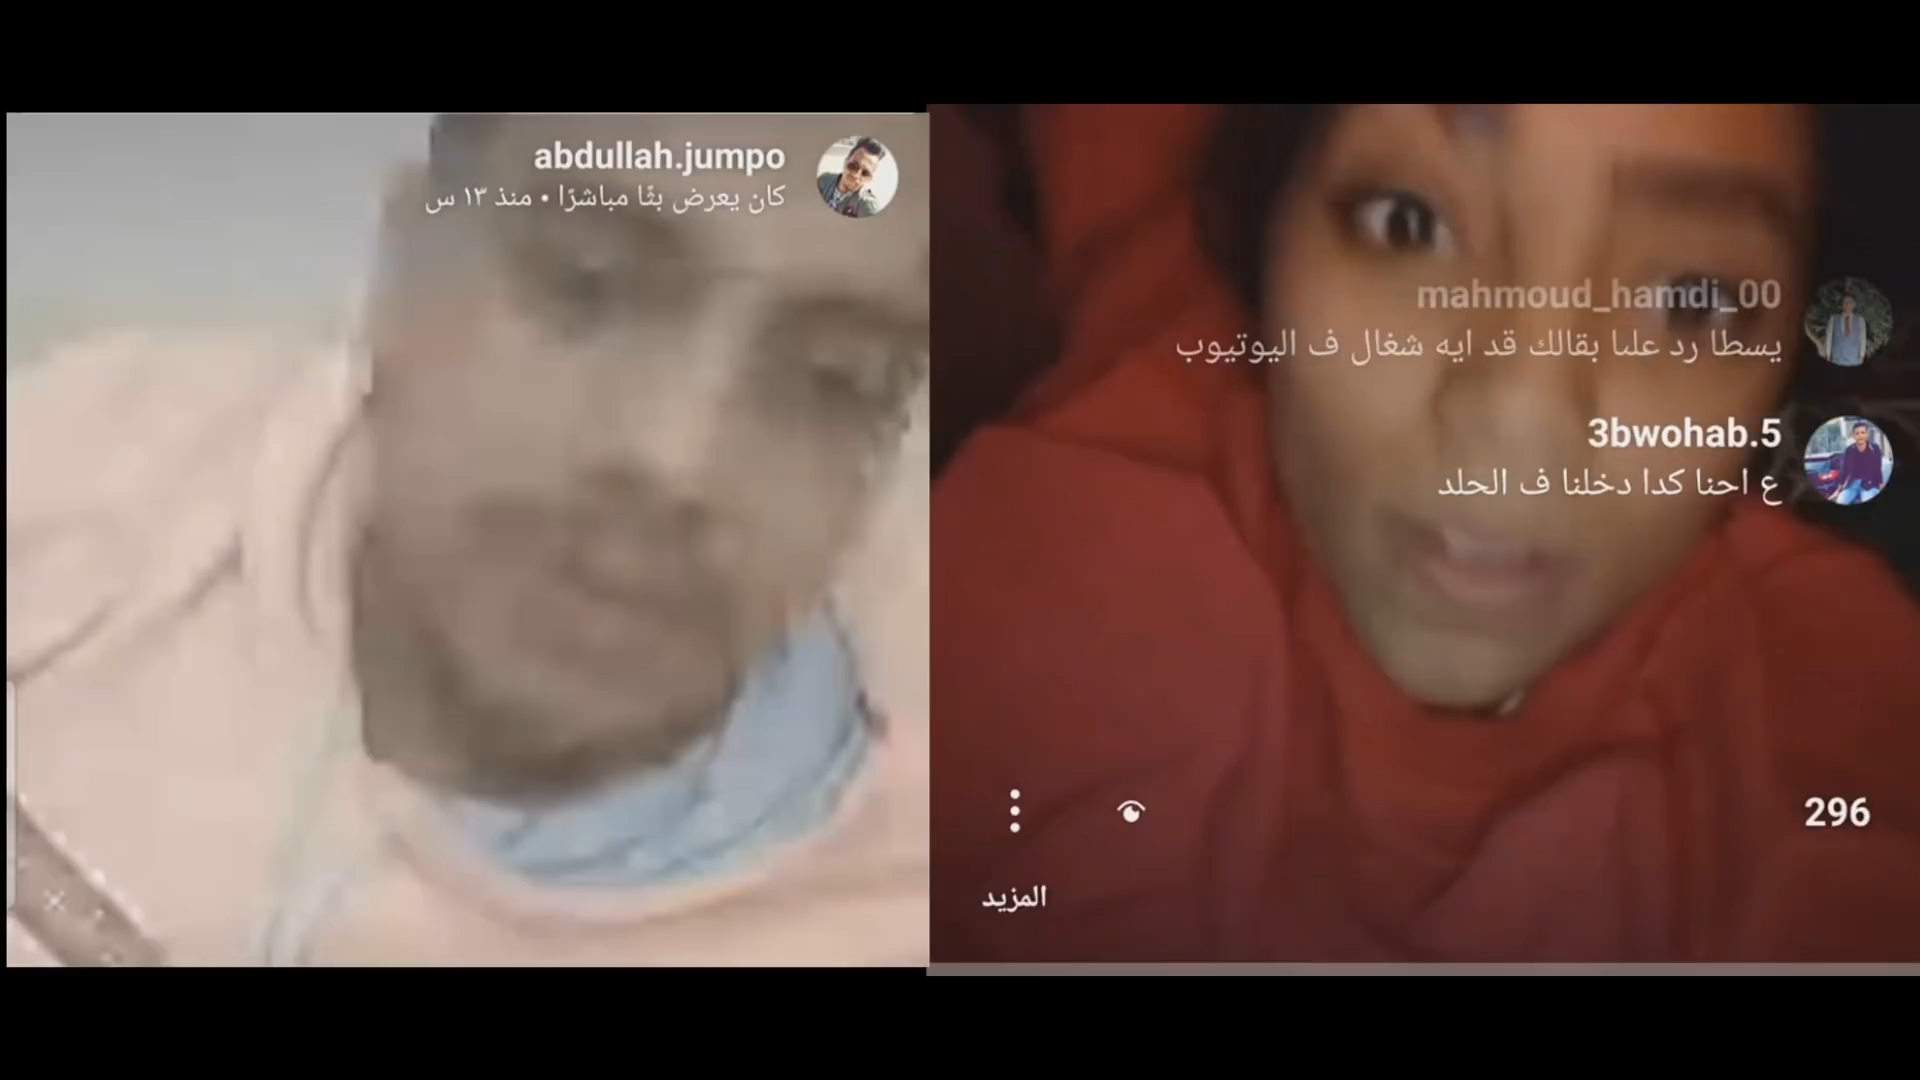 abdullah.jumpo
كان يعرض بثًا مباشرًا • منذ ١٣ س
mahmoud_hamdi_00
يسطا رد علىا بقالك قد ايه شغال ف اليوتيوب
3bwohab.5
ع احنا كدا دخلنا ف الحلد
296
المزيد